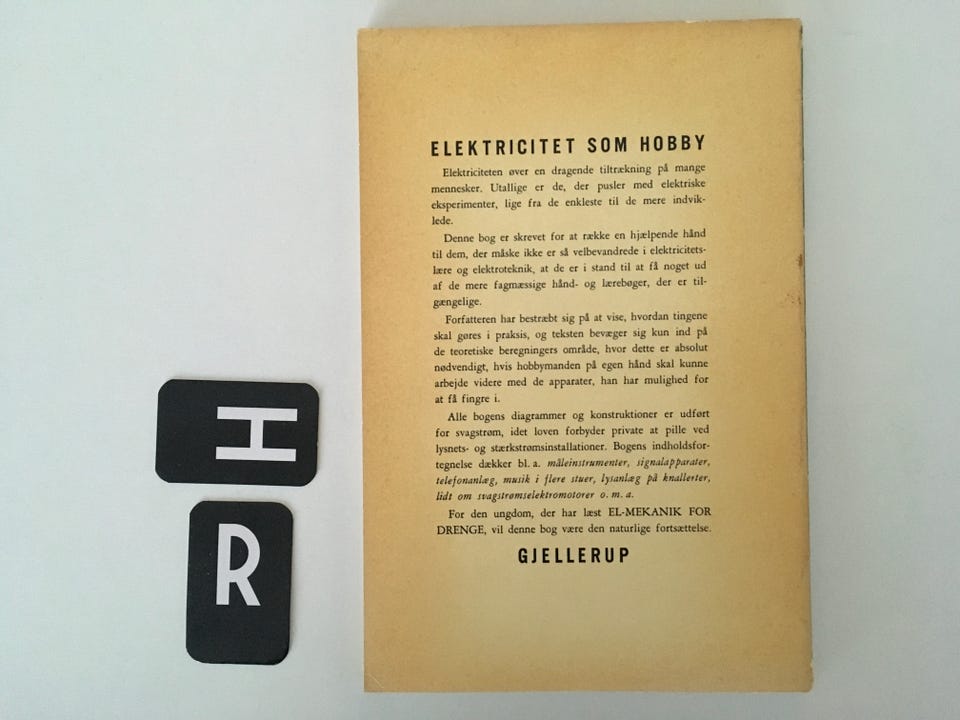 ELEKTRICITET SOM HOBBY
Elektriciteten øver en dragende tiltrækning på mange
mennesker. Utallige er de, der pusler med elektriske
eksperimenter, lige fra de enkleste til de mere indvik-
lede.
Denne bog er skrevet for at række en hjælpende hånd
til dem, der måske ikke er så velbevandrede i elektricitets-
lære og elektroteknik, at de er i stand til at få noget ud
af de mere fagmæssige hånd- og lærebøger, der er til-
gængelige.
Forfatteren har bestræbt sig på at vise, hvordan tingene
skal gøres i praksis, og teksten bevæger sig kun ind på
de teoretiske beregningers område, hvor dette er absolut
nødvendigt, hvis hobbymanden på egen hånd skal kunne
arbejde videre med de apparater, han har mulighed for
at få fingre i.
Alle bogens diagrammer og konstruktioner er udført
for svagstrøm, idet loven forbyder private at pille ved
lysnets- og stærkstrømsinstallationer. Bogens indholdsfor-
tegnelse dækker bl. a. måleinstrumenter, signalapparater,
telefonanlæg, musik i flere stuer, lysanlæg på knallerter,
lidt om svagstrømselektromotorer o. m. a.
For den ungdom, der har læst EL-MEKANIK FOR
DRENGE, vil denne bog være den naturlige fortsættelse.
GJELLERUP
H
R